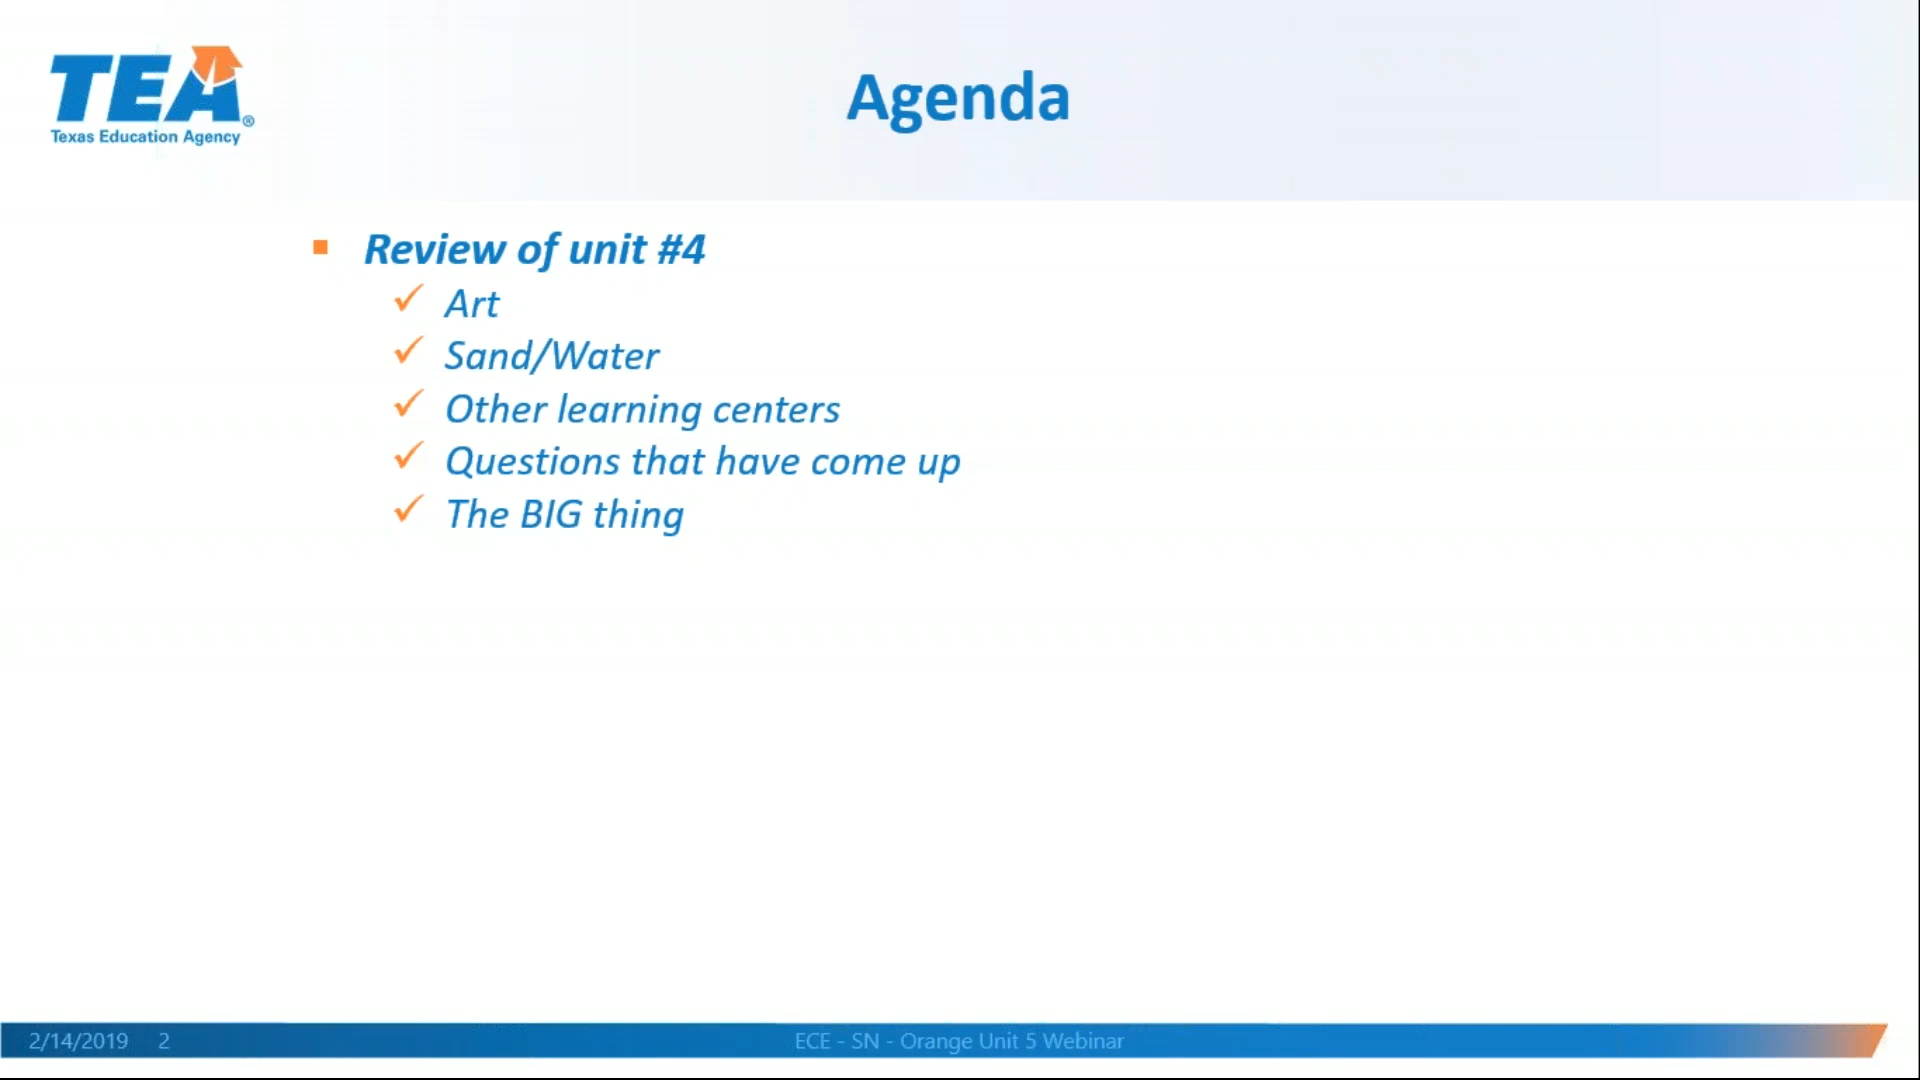 TEA®
Texas Education Agency
Agenda
Review of unit #4
Art
Sand/Water
Other learning centers
Questions that have come up
The BIG thing
2/14/2019 2 ECE - SN - Orange Unit 5 Webinar